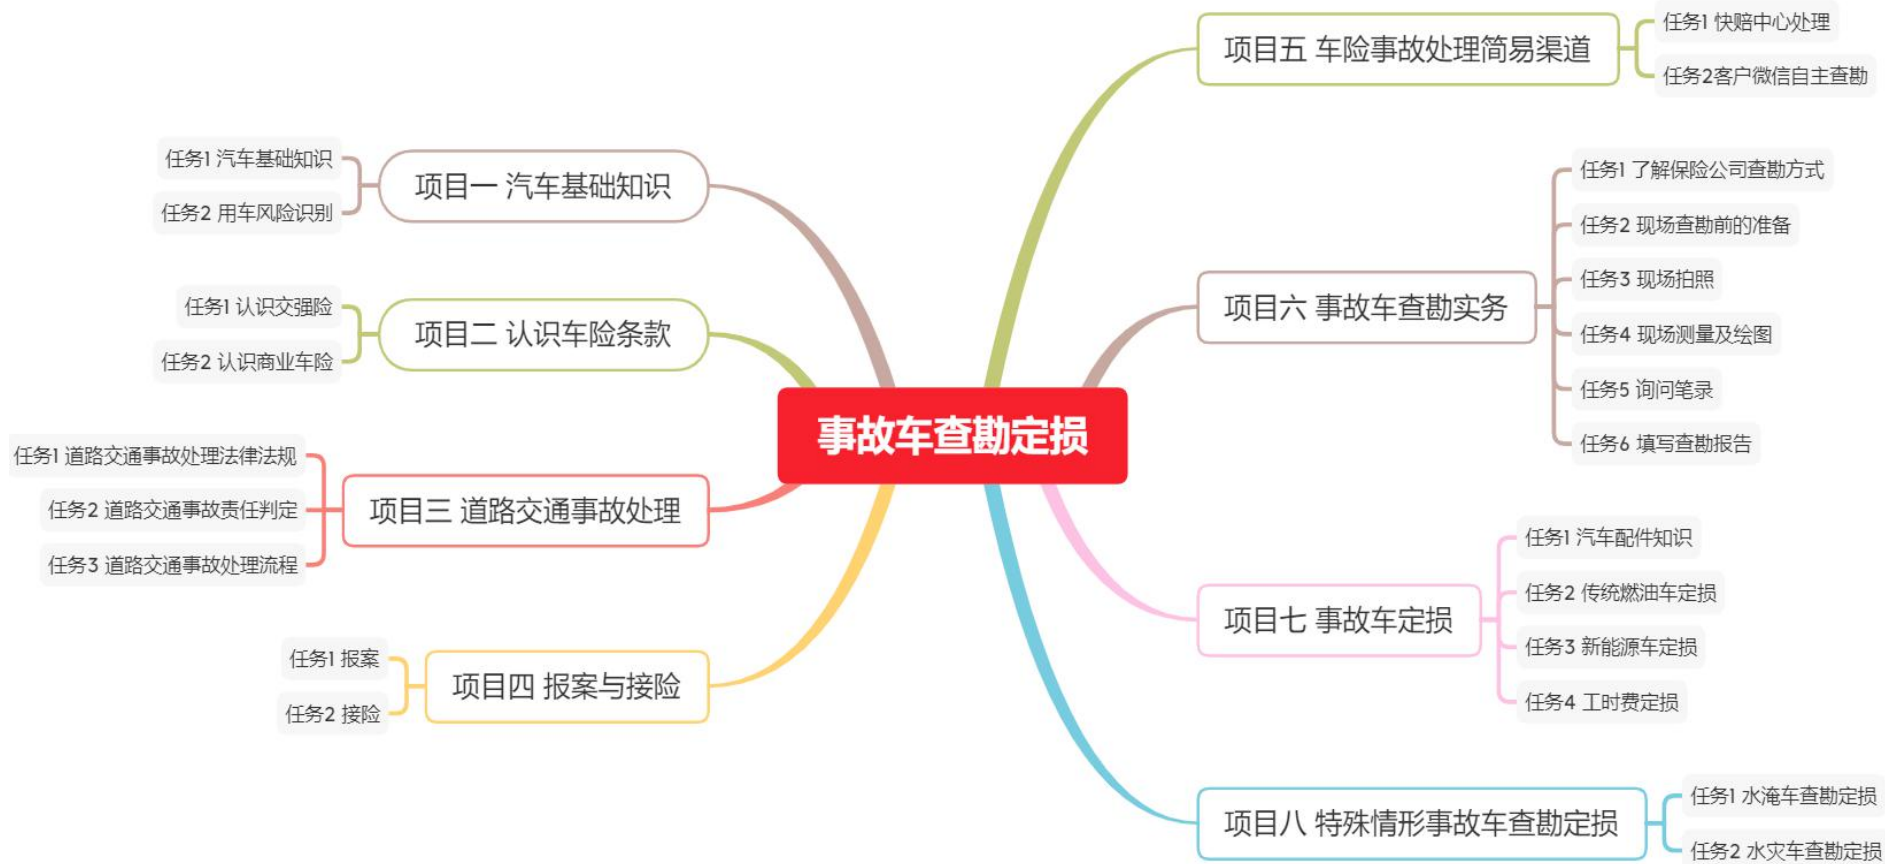 事故车查勘定损
项目一 汽车基础知识
任务1 汽车基础知识
任务2 用车风险识别
项目二 认识车险条款
任务1 认识交强险
任务2 认识商业车险
项目三 道路交通事故处理
任务1 道路交通事故处理法律法规
任务2 道路交通事故责任判定
任务3 道路交通事故处理流程
项目四 报案与接险
任务1 报案
任务2 接险
项目五 车险事故处理简易渠道
任务1 快赔中心处理
任务2客户微信自主查勘
项目六 事故车查勘实务
任务1 了解保险公司查勘方式
任务2 现场查勘前的准备
任务3 现场拍照
任务4 现场测量及绘图
任务5 询问笔录
任务6 填写查勘报告
项目七 事故车定损
任务1 汽车配件知识
任务2 传统燃油车定损
任务3 新能源车定损
任务4 工时费定损
项目八 特殊情形事故车查勘定损
任务1 水淹车查勘定损
任务2 水灾车查勘定损